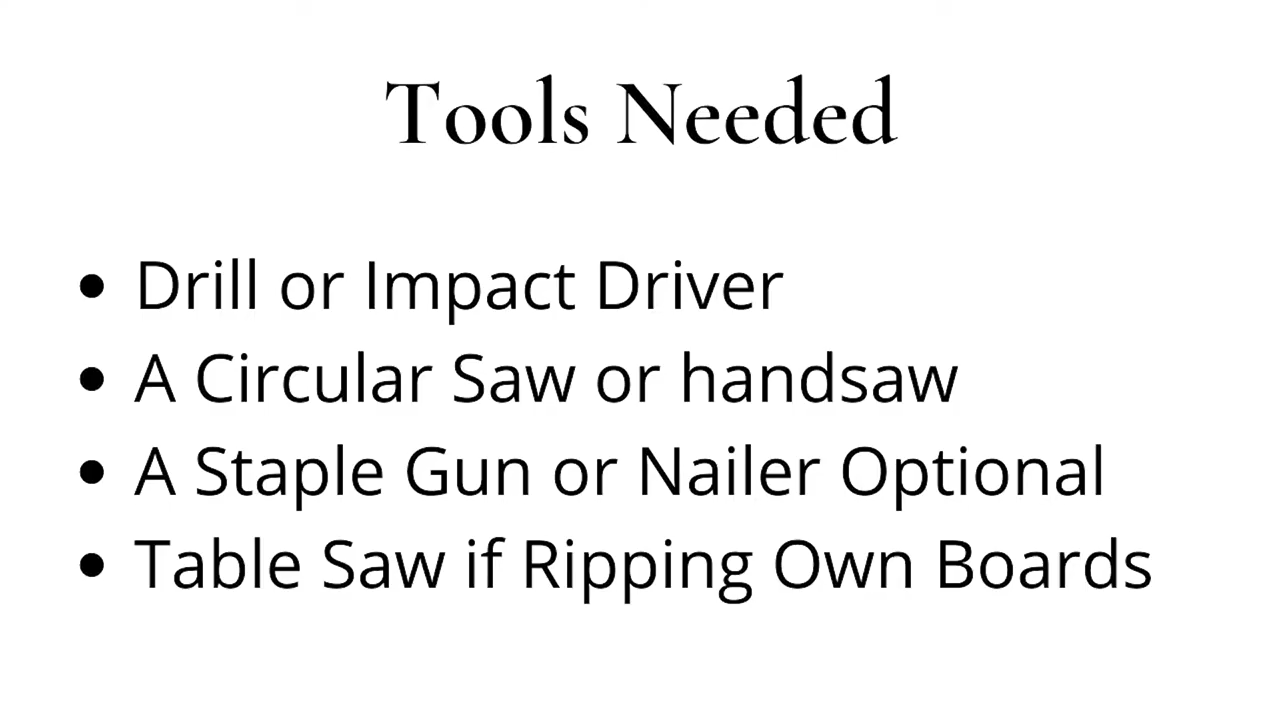 Tools Needed
• Drill or Impact Driver
• A Circular Saw or handsaw
• A Staple Gun or Nailer Optional
• Table Saw if Ripping Own Boards